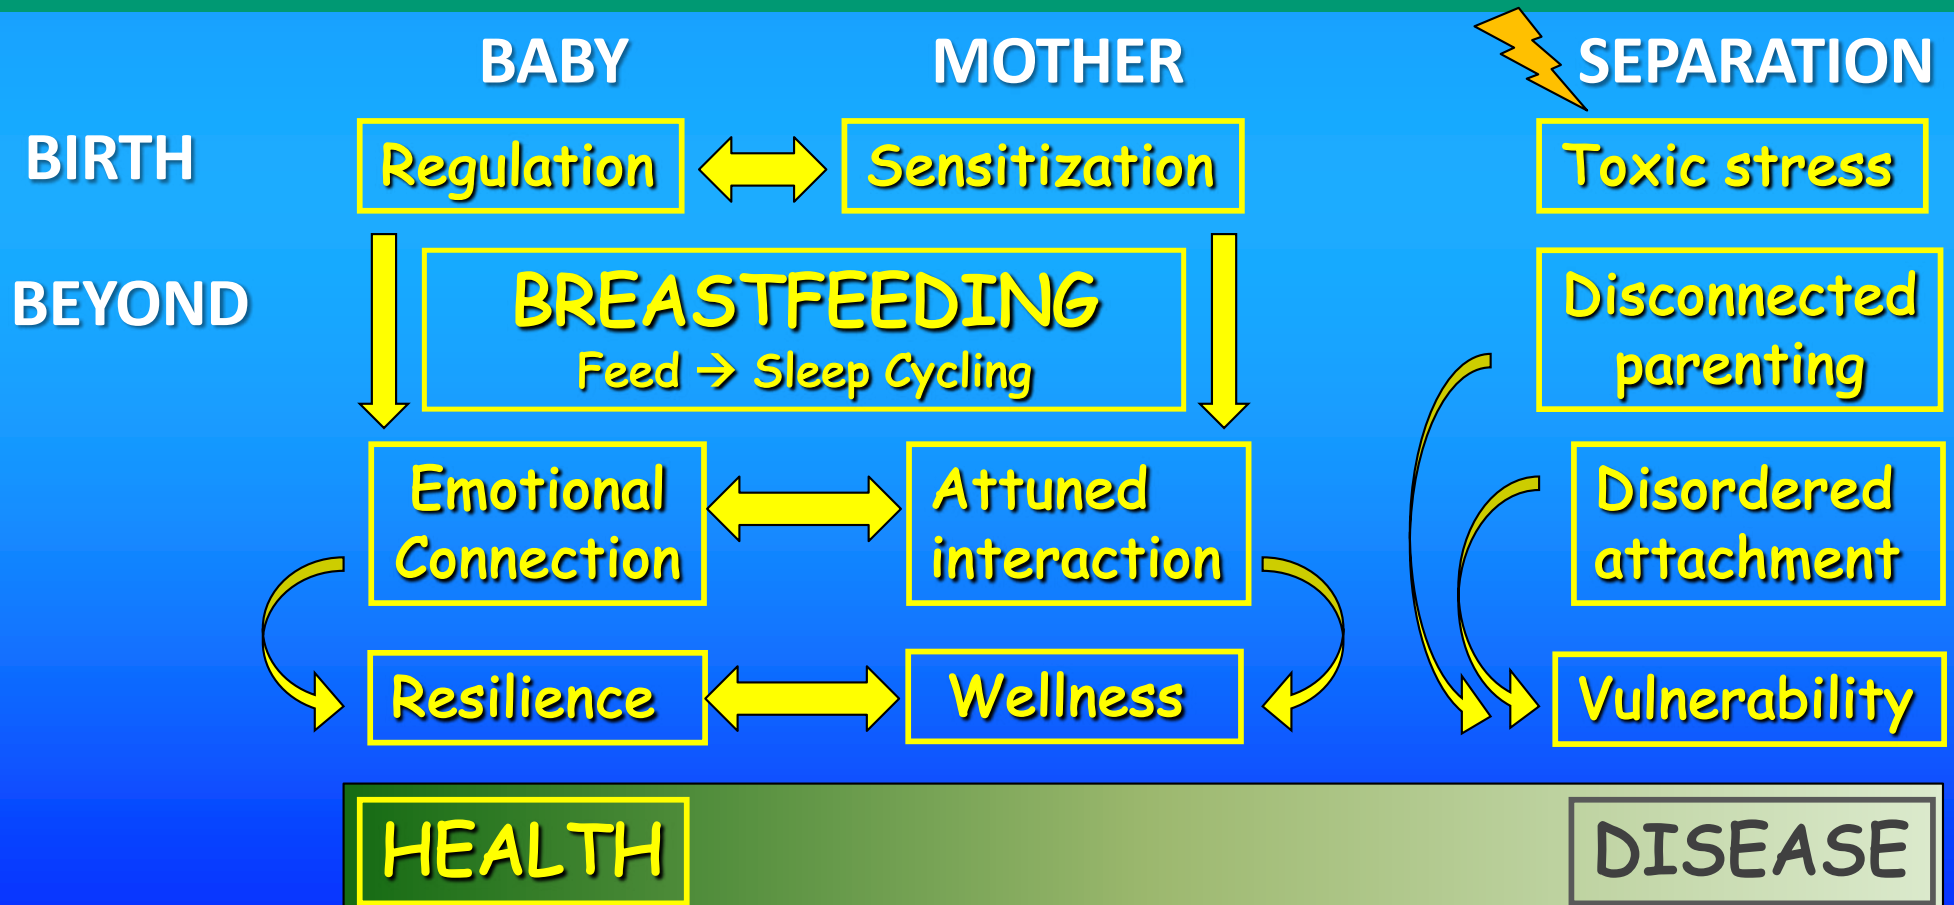 BABY MOTHER SEPARATION
BIRTH Regulation Sensitization Toxic stress
BEYOND
BREASTFEEDING
Feed → Sleep Cycling
Disconnected
parenting
Emotional
Connection
Attuned
interaction
Disordered
attachment
Resilience Wellness Vulnerability
HEALTH DISEASE